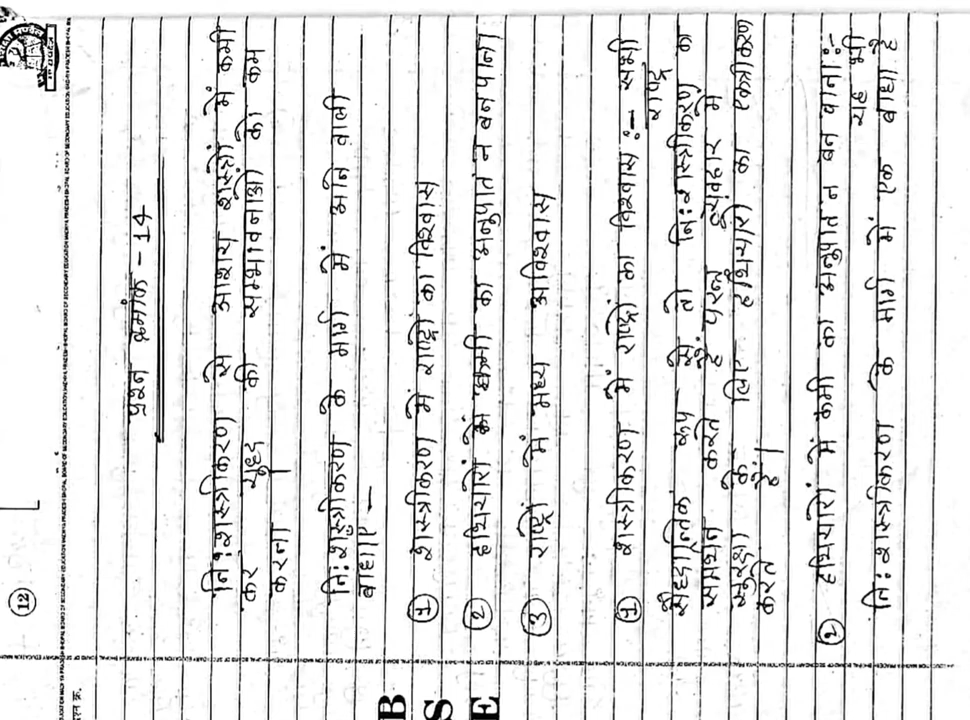 12
प्रश्न क्रमांक - 14
नि:शस्त्रीकरण से आशय शस्त्रों में कमी
कर युद्ध की सम्भावनाओं को कम
करना
नि:शस्त्रीकरण के मार्ग में आने वाली
बाधाएं —
1 शस्त्रीकरण में राष्ट्रों का विश्वास
2 हथियारों की कमी का अनुपात न बन पाना
3 राष्ट्रों में मध्य अविश्वास
1 शस्त्रीकरण में राष्ट्रों का विश्वास :- सभी राष्ट्र
सैद्धान्तिक रूप से तो नि:शस्त्रीकरण का
समर्थन करते हैं परन्तु व्यवहार में
सुरक्षा के लिए हथियारों का एकत्रीकरण
करते हैं।
2 हथियारों में कमी का अनुपात न बन पाना :- यह भी
नि:शस्त्रीकरण के मार्ग में एक बाधा है
B
S
E